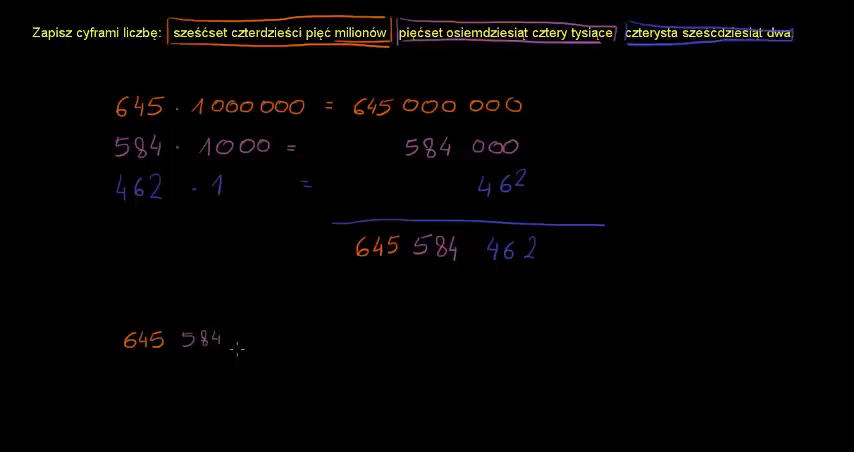 Zapisz cyframi liczbę: sześćset czterdzieści pięć milionów pięćset osiemdziesiąt cztery tysiące czterysta szescdziesiąt dwa
645 · 1 000 000 = 645 000 000
584 · 1000 = 584 000
462 · 1 = 462
645 584 462
645 584